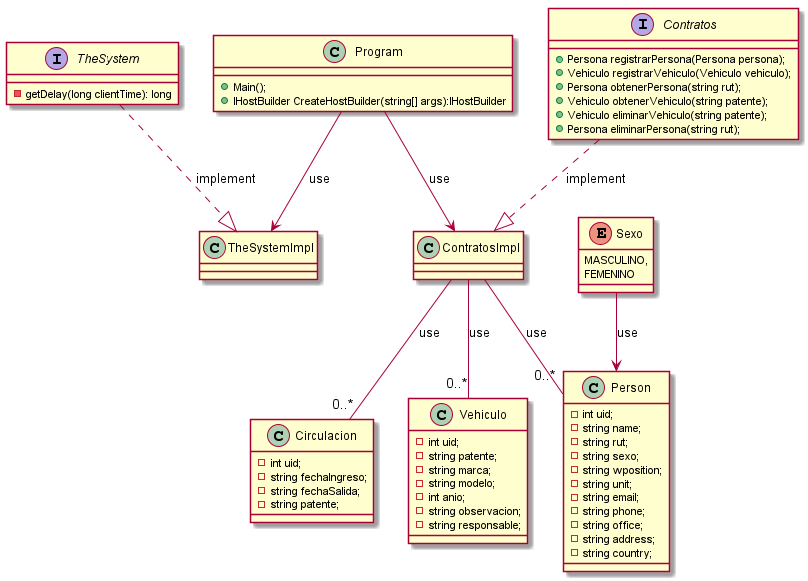 I TheSystem
getDelay(long clientTime): long
C Program
Main();
IHostBuilder CreateHostBuilder(string[] args):IHostBuilder
I Contratos
Persona registrarPersona(Persona persona);
Vehiculo registrarVehiculo(Vehiculo vehiculo);
Persona obtenerPersona(string rut);
Vehiculo obtenerVehiculo(string patente);
Vehiculo eliminarVehiculo(string patente);
Persona eliminarPersona(string rut);
implement
use
use
implement
C TheSystemImpl
C ContratosImpl
E Sexo
MASCULINO,
FEMENINO
use
use
use
use
0..*
0..*
0..*
C Circulacion
int uid;
string fechaIngreso;
string fechaSalida;
string patente;
C Vehiculo
int uid;
string patente;
string marca;
string modelo;
int anio;
string observacion;
string responsable;
C Person
int uid;
string name;
string rut;
string sexo;
string wposition;
string unit;
string email;
string phone;
string office;
string address;
string country;